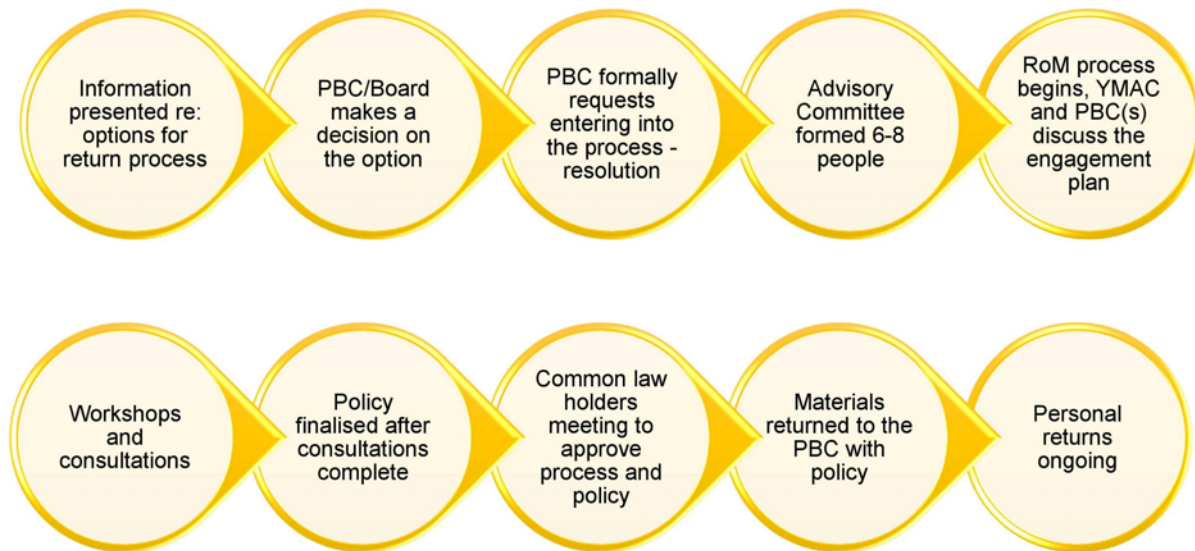 Information
presented re:
options for
return process
PBC/Board
makes a
decision on
the option
PBC formally
requests
entering into
the process -
resolution
Advisory
Committee
formed 6-8
people
RoM process
begins, YMAC
and PBC(s)
discuss the
engagement
plan
Workshops
and
consultations
Policy
finalised after
consultations
complete
Common law
holders
meeting to
approve
process and
policy
Materials
returned to the
PBC with
policy
Personal
returns
ongoing